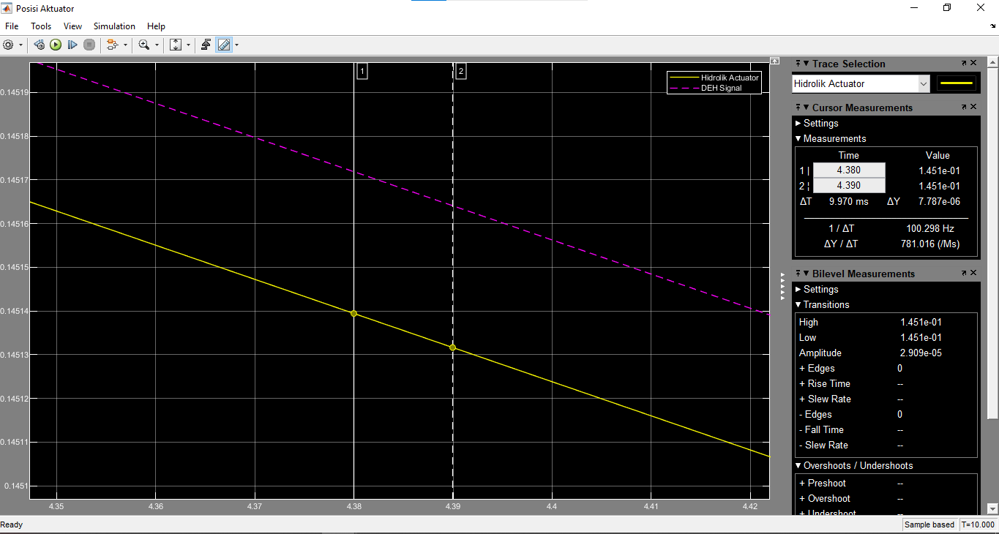 Posisi Aktuator
File Tools View Simulation Help
1 2
Hidrolik Actuator
DEH Signal
0.14519
0.14518
0.14517
0.14516
0.14515
0.14514
0.14513
0.14512
0.14511
0.1451
4.35 4.36 4.37 4.38 4.39 4.4 4.41 4.42
Trace Selection
Hidrolik Actuator
Cursor Measurements
Settings
Measurements
Time Value
1 | 4.380 1.451e-01
2 ¦ 4.390 1.451e-01
ΔT 9.970 ms ΔY 7.787e-06
1 / ΔT 100.298 Hz
ΔY / ΔT 781.016 (/Ms)
Bilevel Measurements
Settings
Transitions
High 1.451e-01
Low 1.451e-01
Amplitude 2.909e-05
+ Edges 0
+ Rise Time --
+ Slew Rate --
- Edges 0
- Fall Time --
- Slew Rate --
Overshoots / Undershoots
+ Preshoot --
+ Overshoot --
+ Undershoot --
Ready Sample based T=10.000